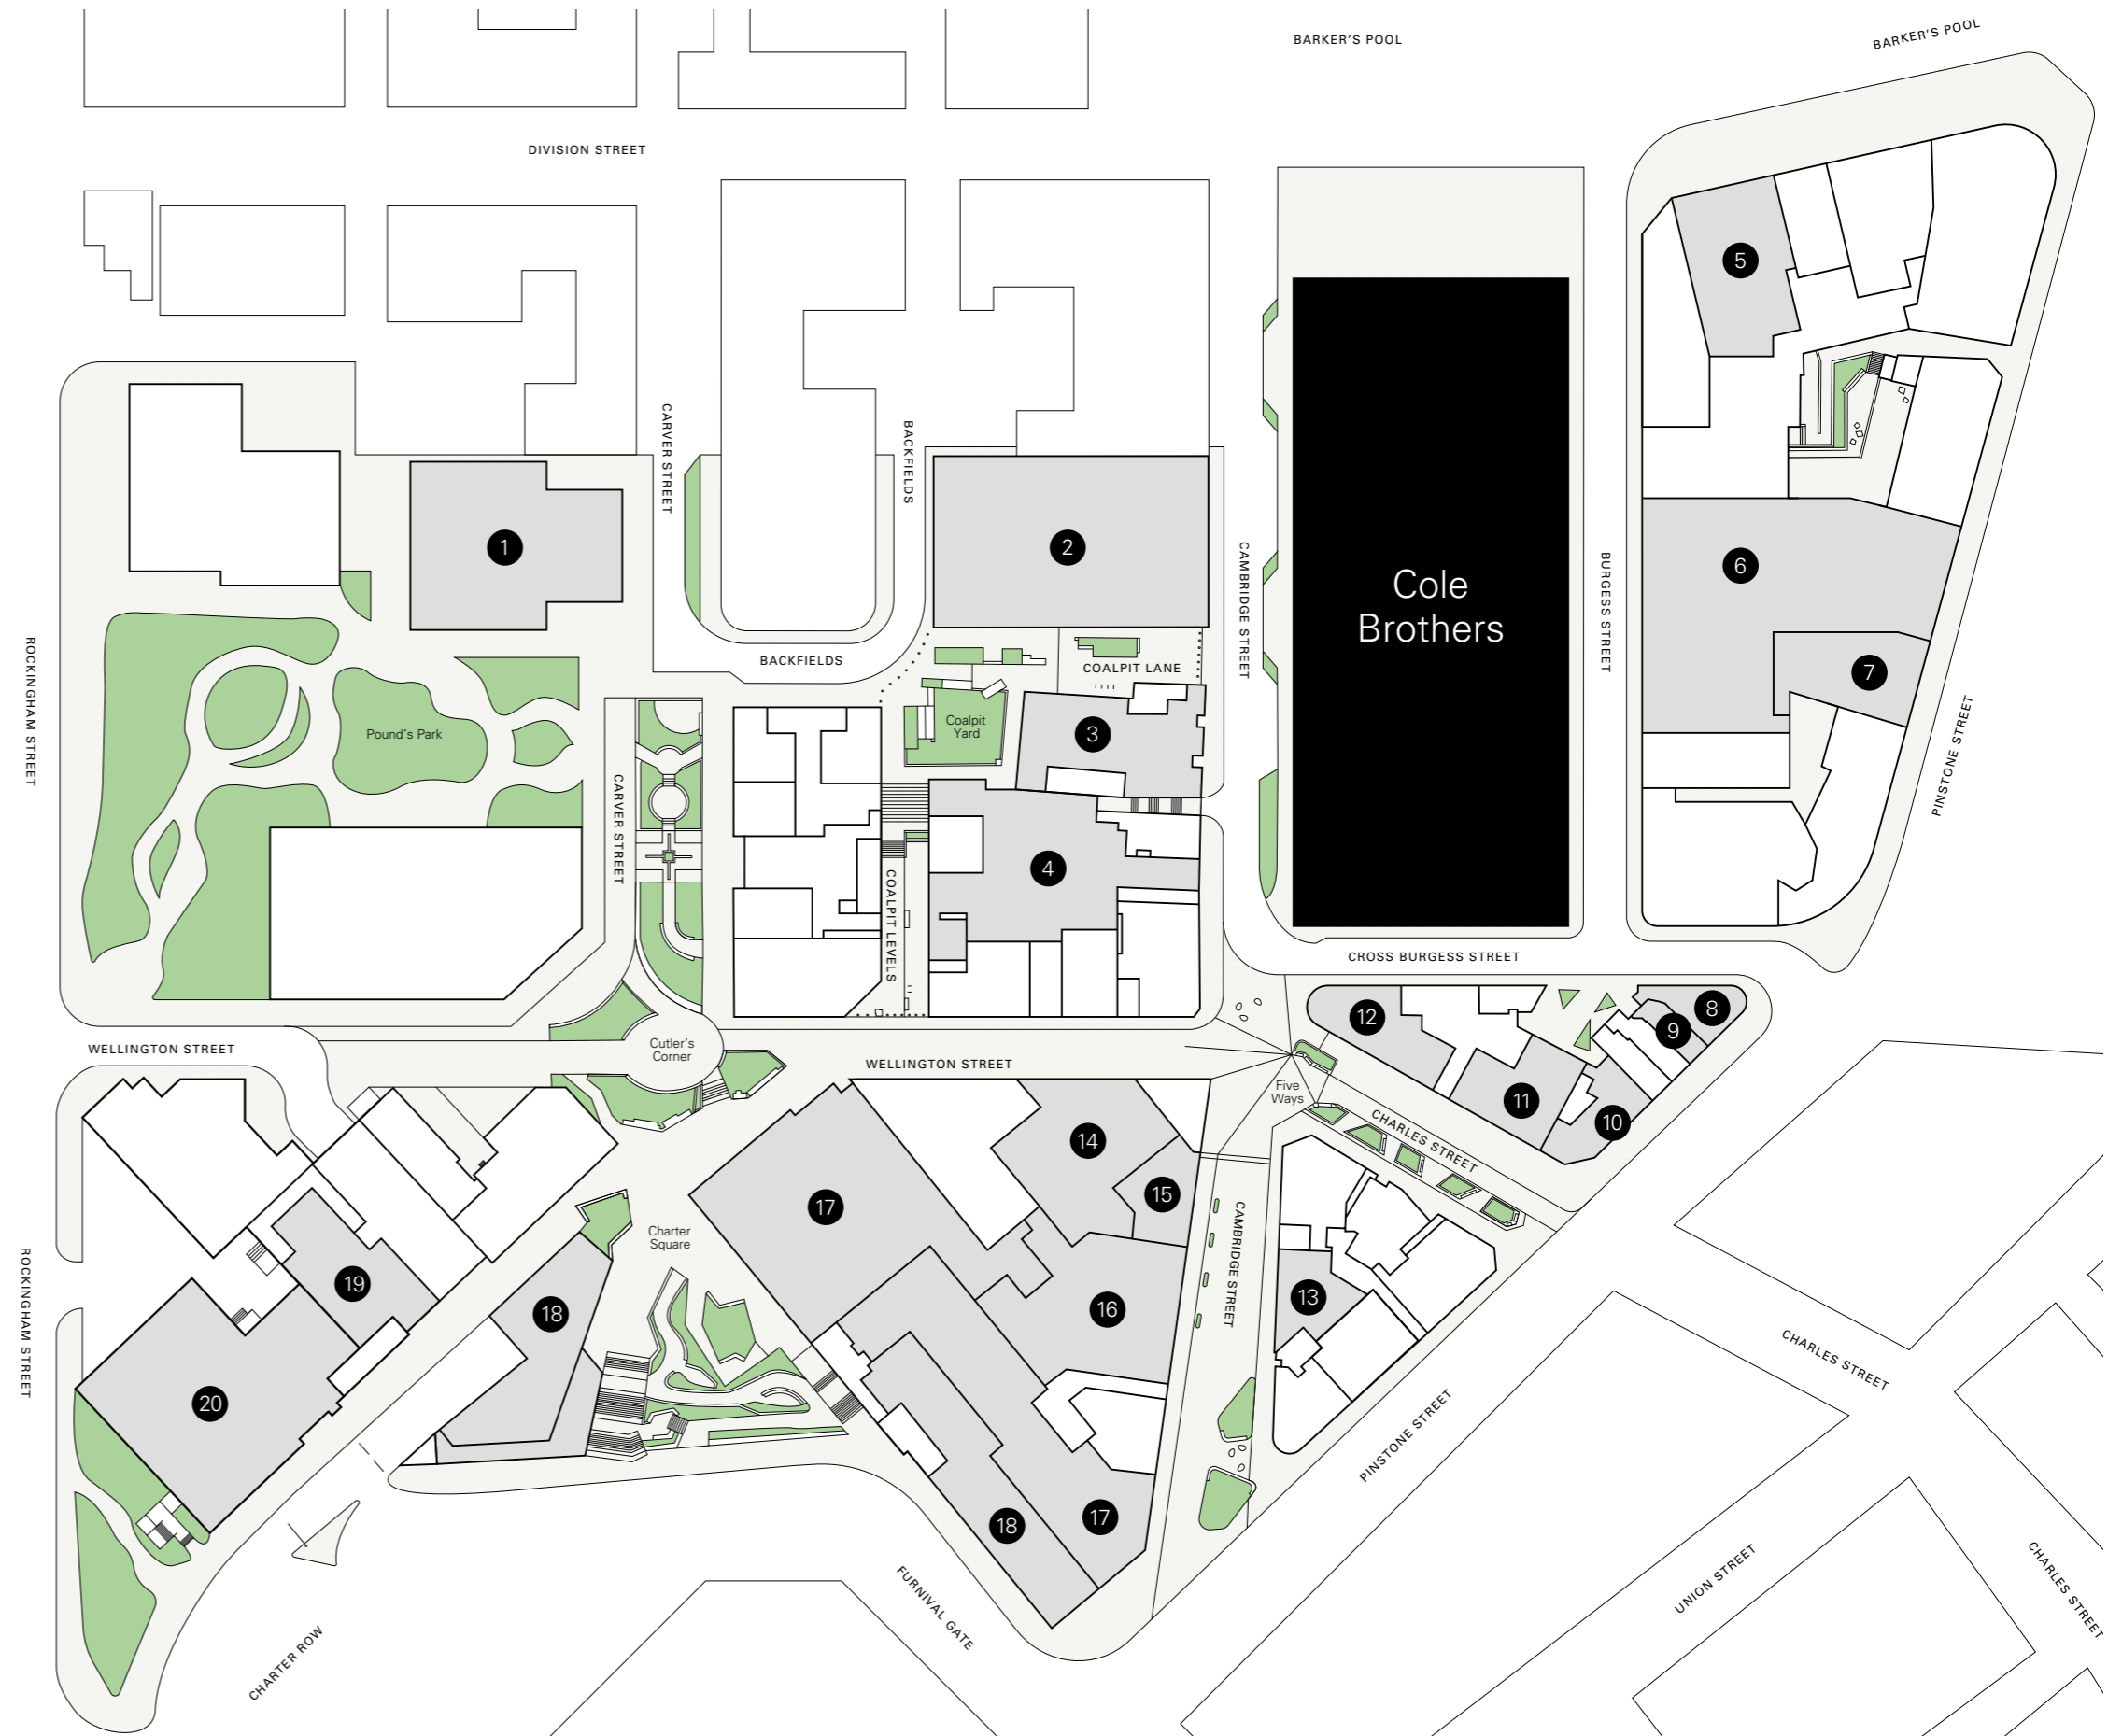 BARKER'S POOL
BARKER'S POOL
DIVISION STREET
5
CARVER STREET
BACKFIELDS
1
2
CAMBRIDGE STREET
Cole
Brothers
BURGESS STREET
6
ROCKINGHAM STREET
BACKFIELDS
COALPIT LANE
7
Pound's Park
Coalpit
Yard
3
PINSTONE STREET
CARVER STREET
4
COALPIT LEVELS
CROSS BURGESS STREET
12
8
9
WELLINGTON STREET
Cutler's
Corner
WELLINGTON STREET
Five
Ways
11
10
CHARLES STREET
14
15
17
Charter
Square
CAMBRIDGE STREET
19
18
16
13
ROCKINGHAM STREET
CHARLES STREET
20
PINSTONE STREET
18
17
UNION STREET
CHARLES STREET
FURNIVAL GATE
CHARTER ROW